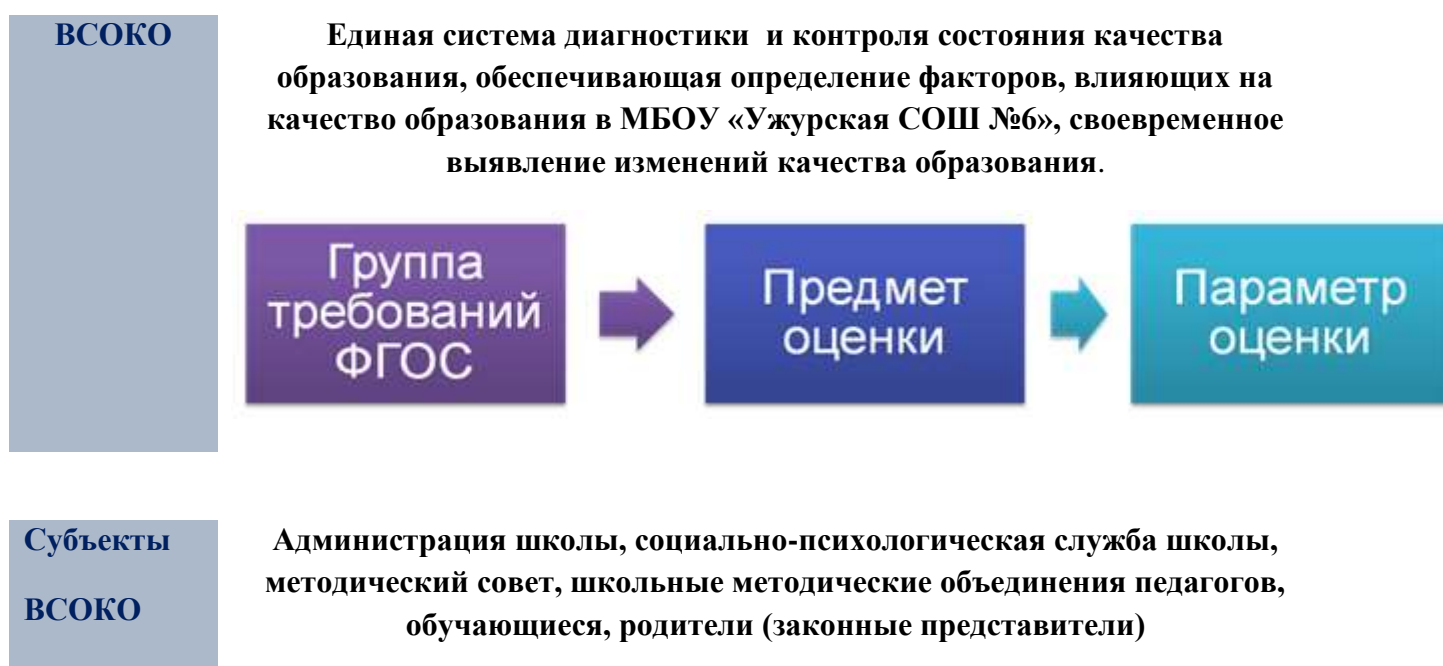 ВСОКО
Единая система диагностики и контроля состояния качества
образования, обеспечивающая определение факторов, влияющих на
качество образования в МБОУ «Ужурская СОШ №6», своевременное
выявление изменений качества образования.
Группа
требований
ФГОС
Предмет
оценки
Параметр
оценки
Субъекты
ВСОКО
Администрация школы, социально-психологическая служба школы,
методический совет, школьные методические объединения педагогов,
обучающиеся, родители (законные представители)